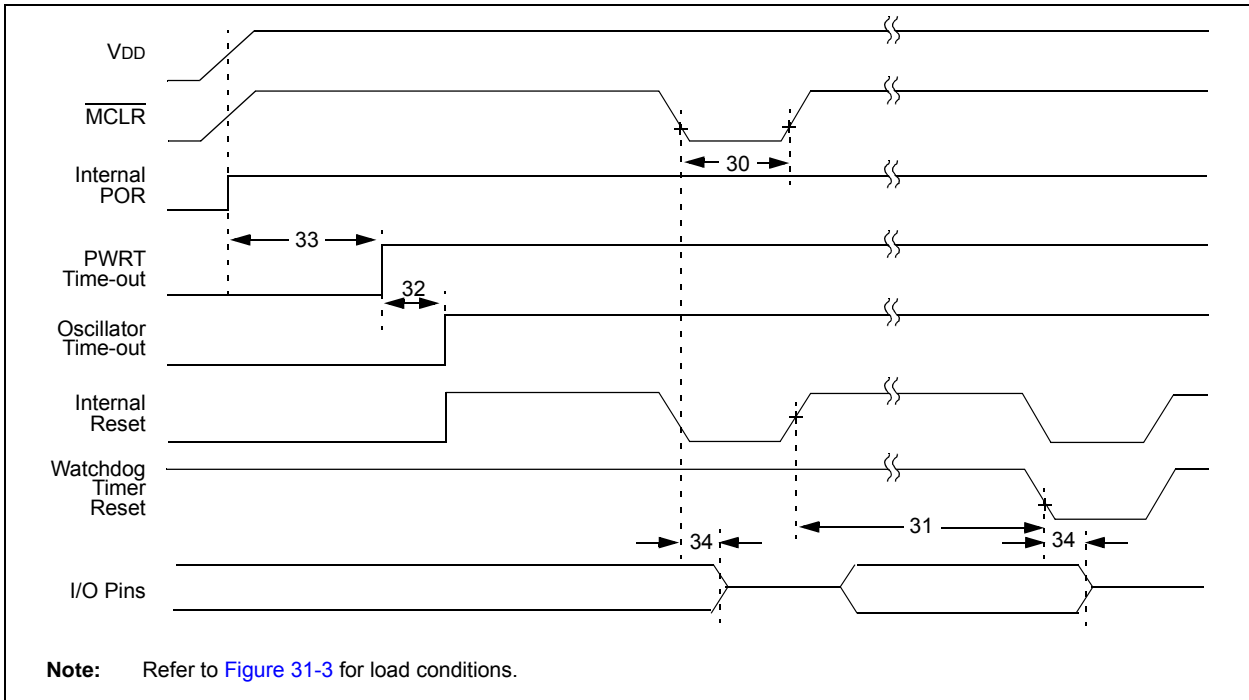 VDD
MCLR
30
Internal
POR
33
PWRT
Time-out
32
Oscillator
Time-out
Internal
Reset
Watchdog
Timer
Reset
31
34
34
I/O Pins
Note: Refer to Figure 31-3 for load conditions.